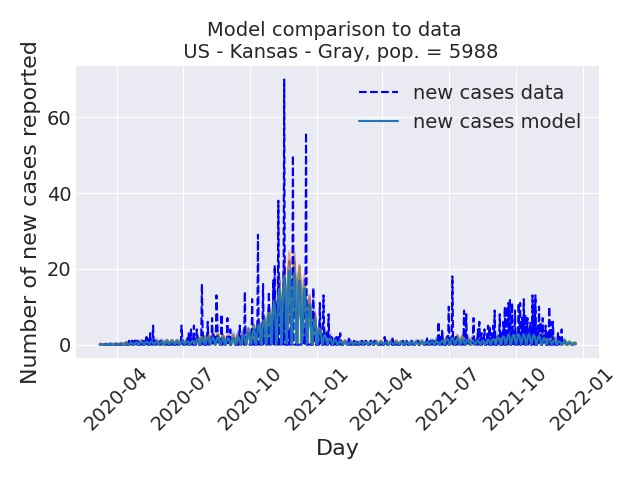 Model comparison to data
US - Kansas - Gray, pop. = 5988
new cases data
new cases model
Number of new cases reported
60
40
20
0
2020-04
2020-07
2020-10
2021-01
2021-04
2021-07
2021-10
2022-01
Day